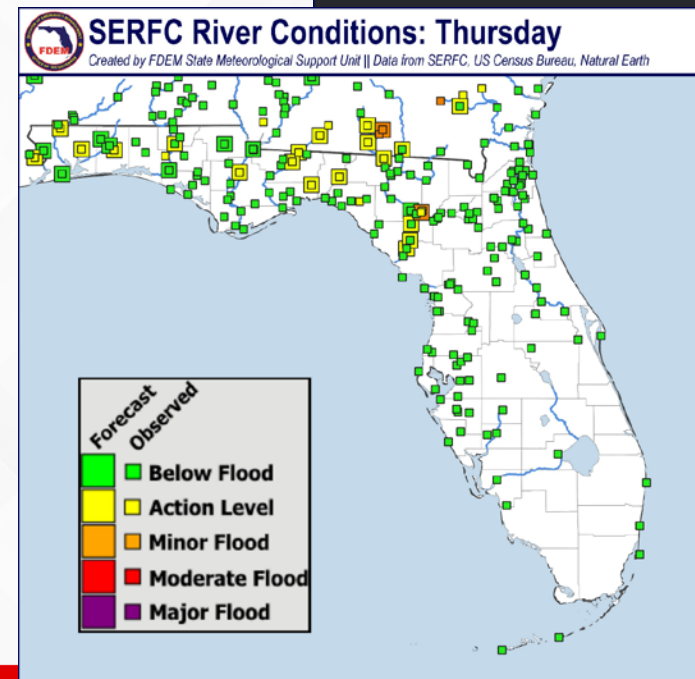 SERFC River Conditions: Thursday
Created by FDEM State Meteorological Support Unit || Data from SERFC, US Census Bureau, Natural Earth
FDEM
Forecast
Observed
Below Flood
Action Level
Minor Flood
Moderate Flood
Major Flood